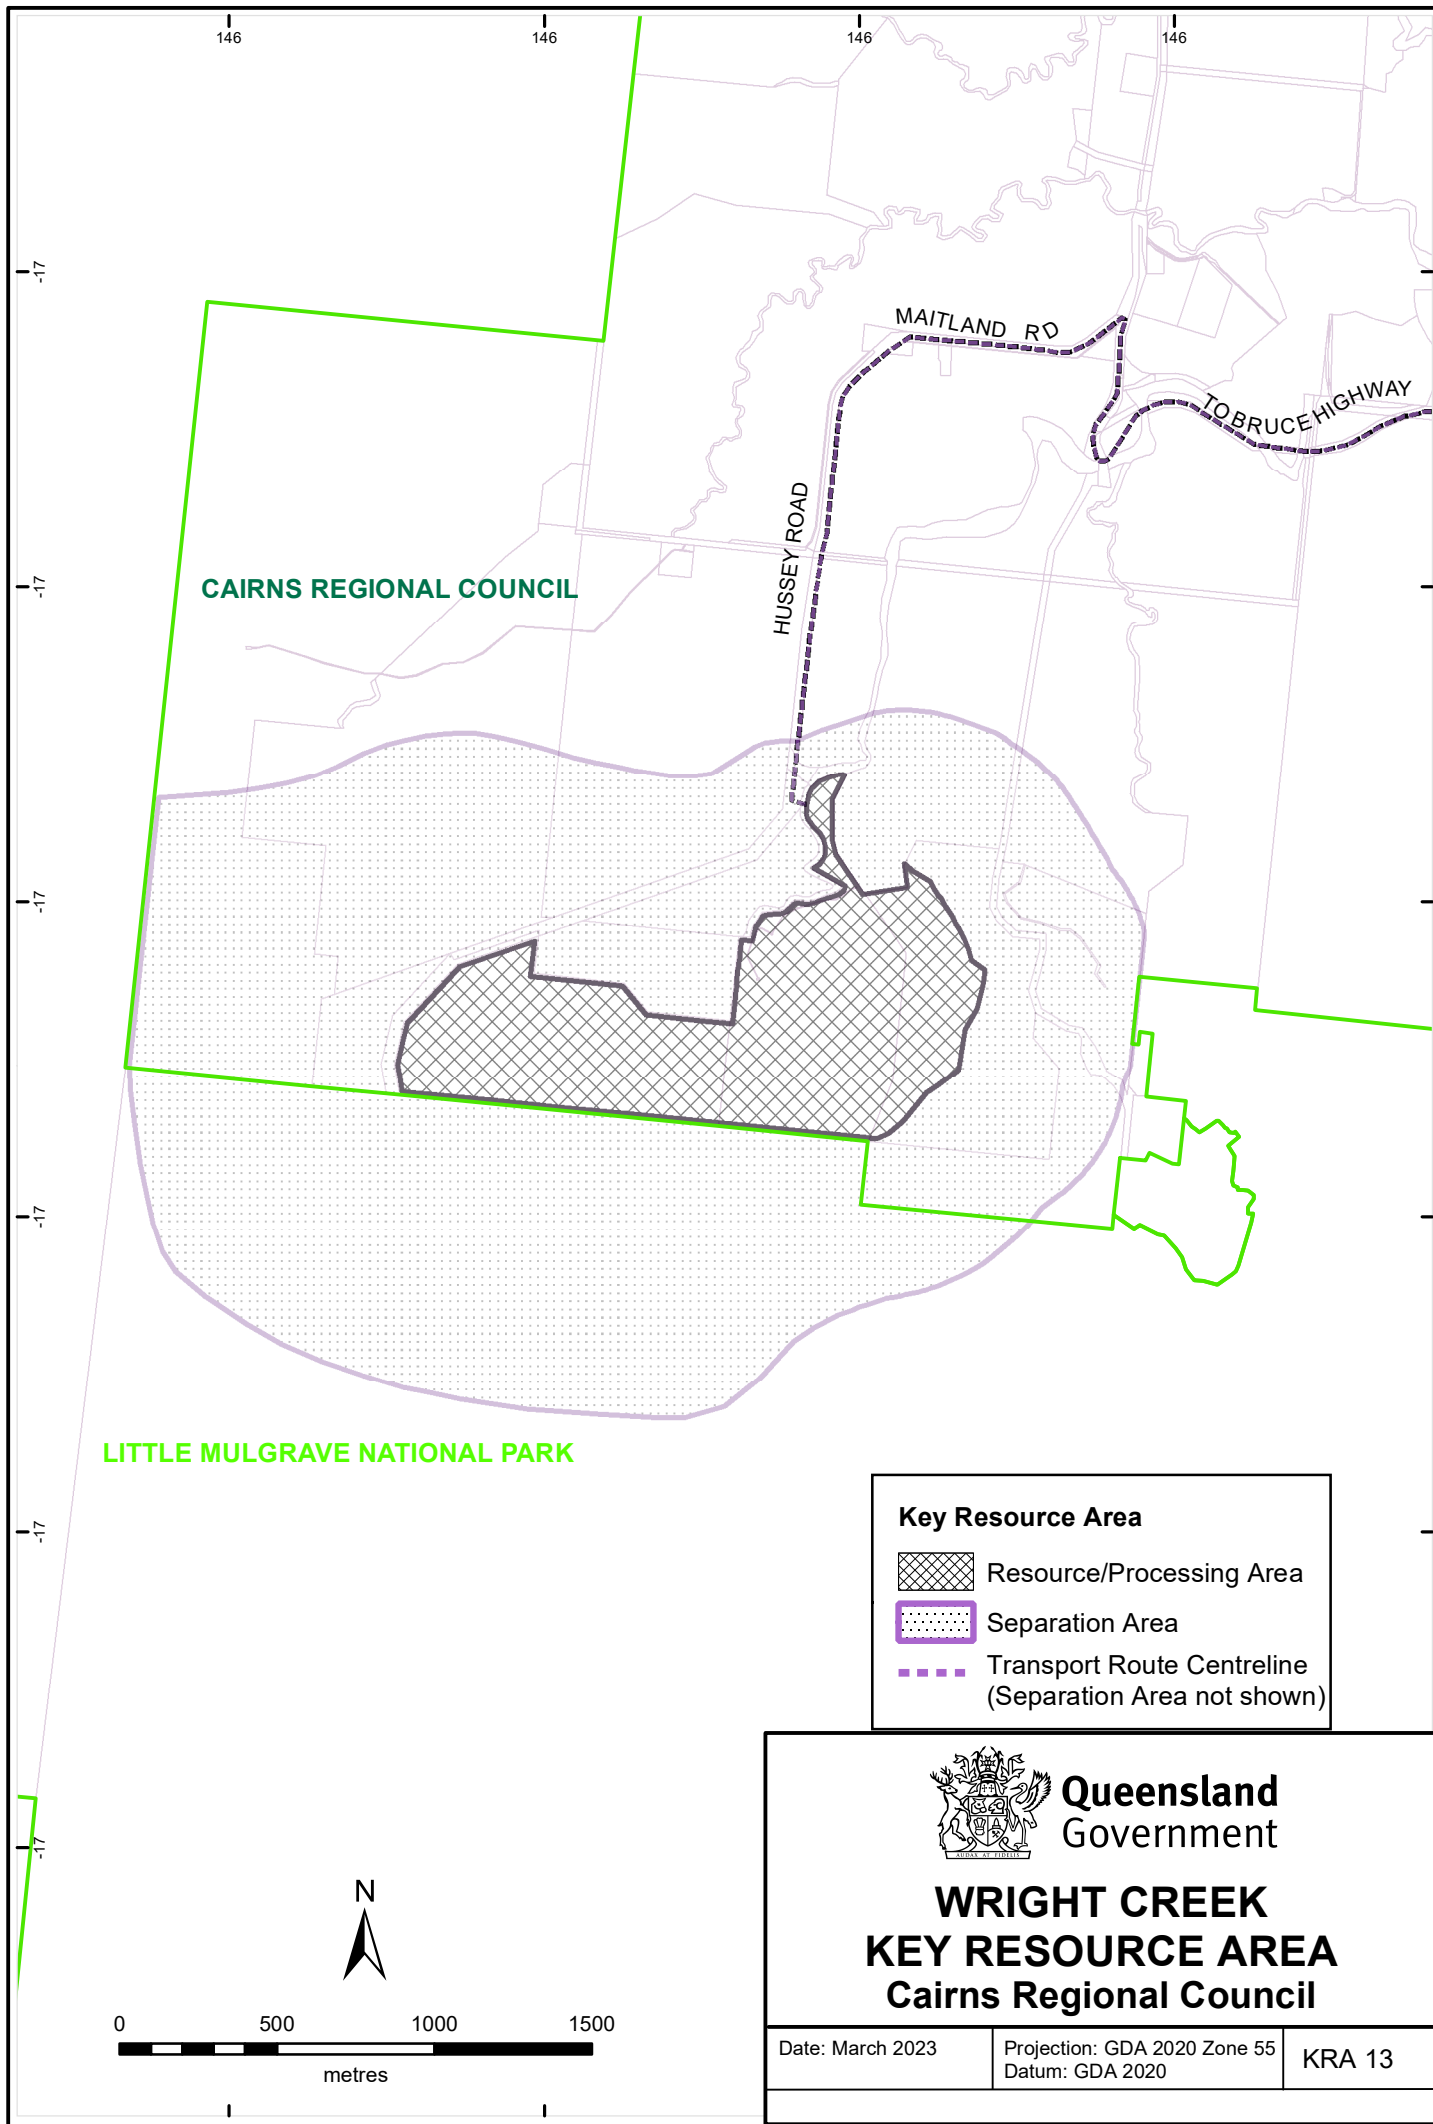 146
146
146
146
-17
-17
-17
-17
-17
-17
MAITLAND RD
TO BRUCE HIGHWAY
HUSSEY ROAD
CAIRNS REGIONAL COUNCIL
LITTLE MULGRAVE NATIONAL PARK
Key Resource Area
Resource/Processing Area
Separation Area
Transport Route Centreline
(Separation Area not shown)
AUDAX AT FIDELIS
Queensland
Government
WRIGHT CREEK
KEY RESOURCE AREA
Cairns Regional Council
N
0 500 1000 1500
metres
Date: March 2023
Projection: GDA 2020 Zone 55
Datum: GDA 2020
KRA 13